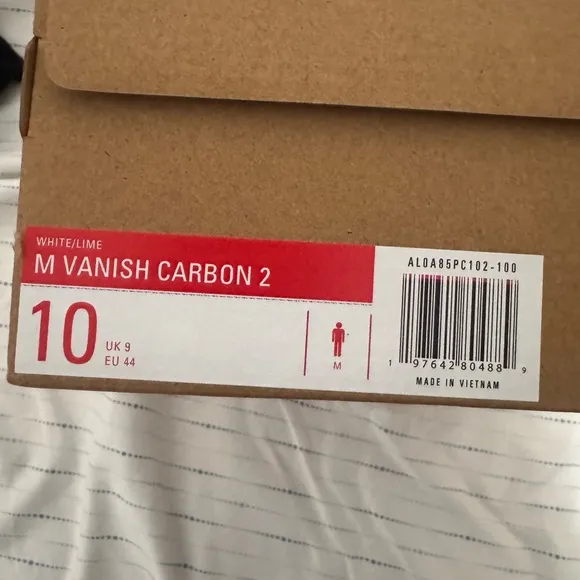 WHITE/LIME
M VANISH CARBON 2
10
UK 9
EU 44
M
AL0A85PC102-100
1 97642 80488 9
MADE IN VIETNAM